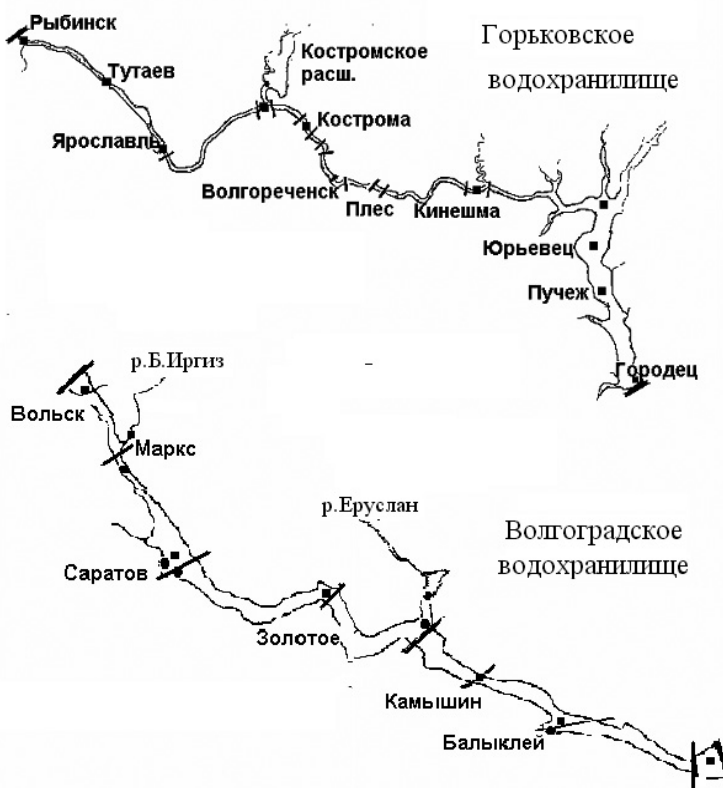 Рыбинск
Тутаев
Ярославль
Костромское
расш.
Кострома
Волгореченск
Плес
Кинешма
Юрьевец
Пучеж
Городец
Горьковское
водохранилище
р.Б.Иргиз
Вольск
Маркс
Саратов
р.Еруслан
Золотое
Камышин
Балыклей
Волгоградское
водохранилище